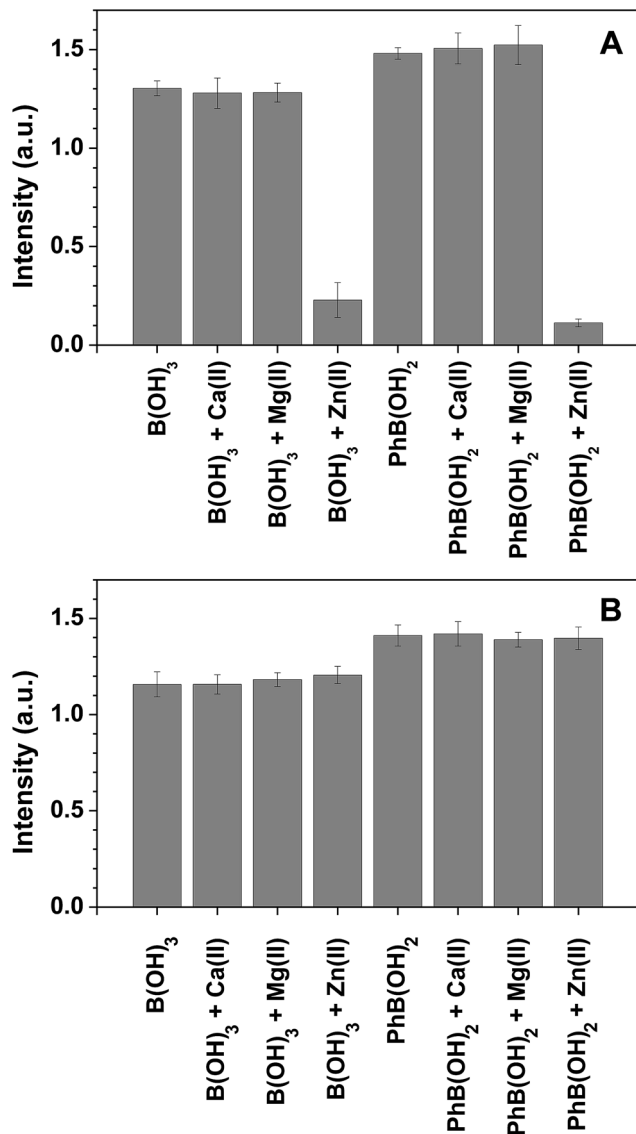 A
Intensity (a.u.)
1.5
1.0
0.5
0.0
B(OH)₃
B(OH)₃ + Ca(II)
B(OH)₃ + Mg(II)
B(OH)₃ + Zn(II)
PhB(OH)₂
PhB(OH)₂ + Ca(II)
PhB(OH)₂ + Mg(II)
PhB(OH)₂ + Zn(II)
B
Intensity (a.u.)
1.5
1.0
0.5
0.0
B(OH)₃
B(OH)₃ + Ca(II)
B(OH)₃ + Mg(II)
B(OH)₃ + Zn(II)
PhB(OH)₂
PhB(OH)₂ + Ca(II)
PhB(OH)₂ + Mg(II)
PhB(OH)₂ + Zn(II)